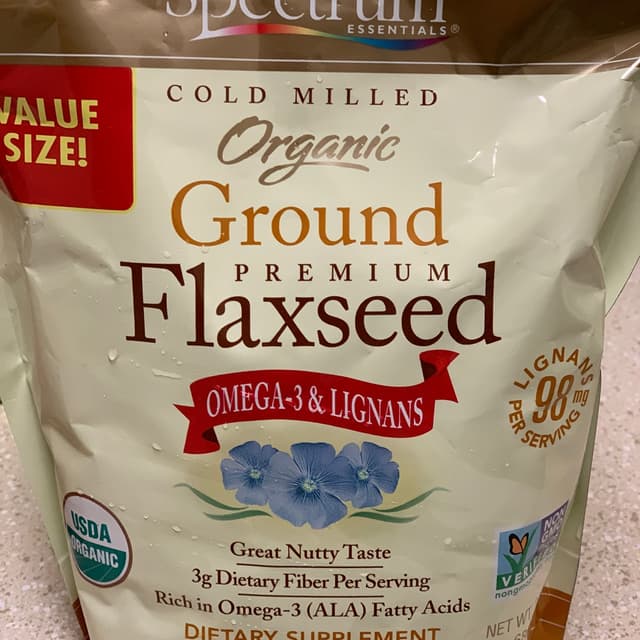 Spectrum
ESSENTIALS®
VALUE
SIZE!
COLD MILLED
Organic
Ground
PREMIUM
Flaxseed
OMEGA-3 & LIGNANS
LIGNANS
98 mg
PER SERVING
USDA
ORGANIC
Great Nutty Taste
3g Dietary Fiber Per Serving
Rich in Omega-3 (ALA) Fatty Acids
DIETARY SUPPLEMENT
NON
GMO
NET WT